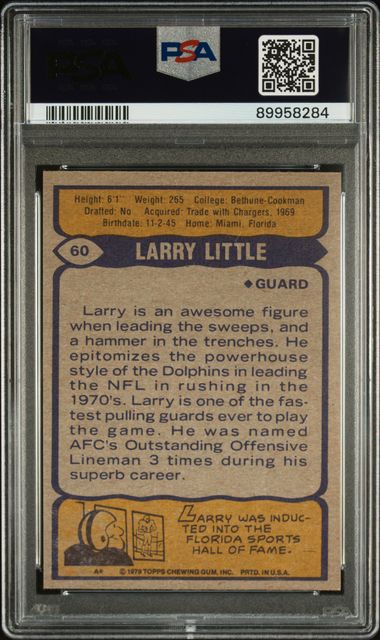 PSA
PSA
89958284
Height: 6'1" Weight: 265 College: Bethune-Cookman
Drafted: No Acquired: Trade with Chargers, 1969
Birthdate: 11-2-45 Home: Miami, Florida
60 LARRY LITTLE
◆GUARD
Larry is an awesome figure
when leading the sweeps, and
a hammer in the trenches. He
epitomizes the powerhouse
style of the Dolphins in leading
the NFL in rushing in the
1970's. Larry is one of the fas-
test pulling guards ever to play
the game. He was named
AFC's Outstanding Offensive
Lineman 3 times during his
superb career.
LARRY WAS INDUC-
TED INTO THE
FLORIDA SPORTS
HALL OF FAME.
A* © 1979 TOPPS CHEWING GUM, INC. PRTD. IN U.S.A.
PSA